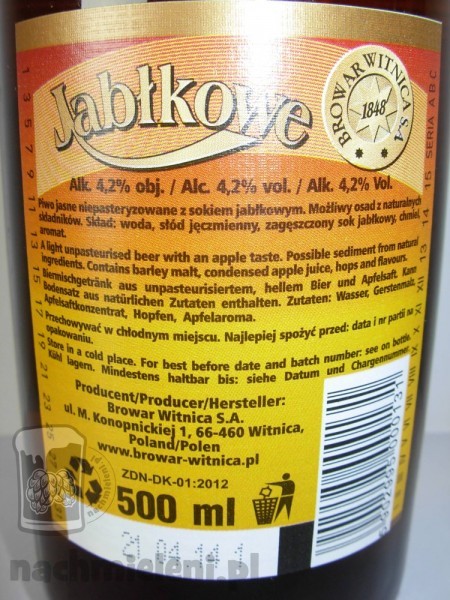 Jabłkowe
BROWAR WITNICA SA
1848
SERIA ABC
Alk. 4,2% obj. / Alc. 4,2% vol. / Alk. 4,2% Vol.
Piwo jasne niepasteryzowane z sokiem jabłkowym. Możliwy osad z naturalnych
składników. Skład: woda, słód jęczmienny, zagęszczony sok jabłkowy, chmiel,
aromat.
A light unpasteurised beer with an apple taste. Possible sediment from natural
ingredients. Contains barley malt, condensed apple juice, hops and flavours.
Biermischgetränk aus unpasteurisiertem, hellem Bier und Apfelsaft. Kann
Bodensatz aus natürlichen Zutaten enthalten. Zutaten: Wasser, Gerstenmalz,
Apfelsaftkonzentrat, Hopfen, Apfelaroma.
Przechowywać w chłodnym miejscu. Najlepiej spożyć przed: data i nr partii na
opakowaniu.
Store in a cold place. For best before date and batch number: see on bottle.
Kühl lagern. Mindestens haltbar bis: siehe Datum und Chargennummer.
Producent/Producer/Hersteller:
Browar Witnica S.A.
ul. M. Konopnickiej 1, 66-460 Witnica,
Poland/Polen
www.browar-witnica.pl
ZDN-DK-01:2012
500 ml
21 04 14 1
nachmieleni.pl